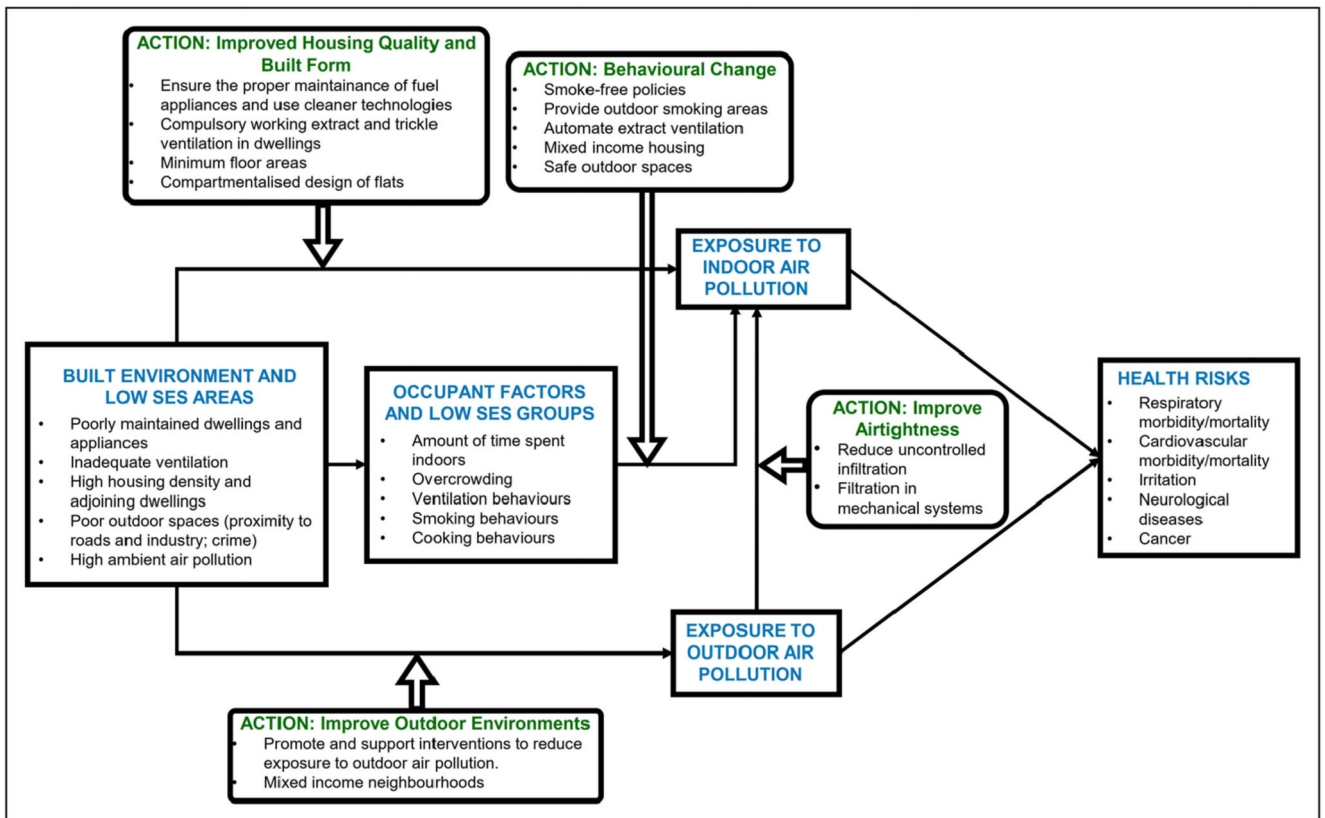 ACTION: Improved Housing Quality and
Built Form
• Ensure the proper maintainance of fuel
appliances and use cleaner technologies
• Compulsory working extract and trickle
ventilation in dwellings
• Minimum floor areas
• Compartmentalised design of flats
ACTION: Behavioural Change
• Smoke-free policies
• Provide outdoor smoking areas
• Automate extract ventilation
• Mixed income housing
• Safe outdoor spaces
EXPOSURE TO
INDOOR AIR
POLLUTION
BUILT ENVIRONMENT AND
LOW SES AREAS
• Poorly maintained dwellings and
appliances
• Inadequate ventilation
• High housing density and
adjoining dwellings
• Poor outdoor spaces (proximity to
roads and industry; crime)
• High ambient air pollution
OCCUPANT FACTORS
AND LOW SES GROUPS
• Amount of time spent
indoors
• Overcrowding
• Ventilation behaviours
• Smoking behaviours
• Cooking behaviours
ACTION: Improve
Airtightness
• Reduce uncontrolled
infiltration
• Filtration in
mechanical systems
HEALTH RISKS
• Respiratory
morbidity/mortality
• Cardiovascular
morbidity/mortality
• Irritation
• Neurological
diseases
• Cancer
EXPOSURE TO
OUTDOOR AIR
POLLUTION
ACTION: Improve Outdoor Environments
• Promote and support interventions to reduce
exposure to outdoor air pollution.
• Mixed income neighbourhoods